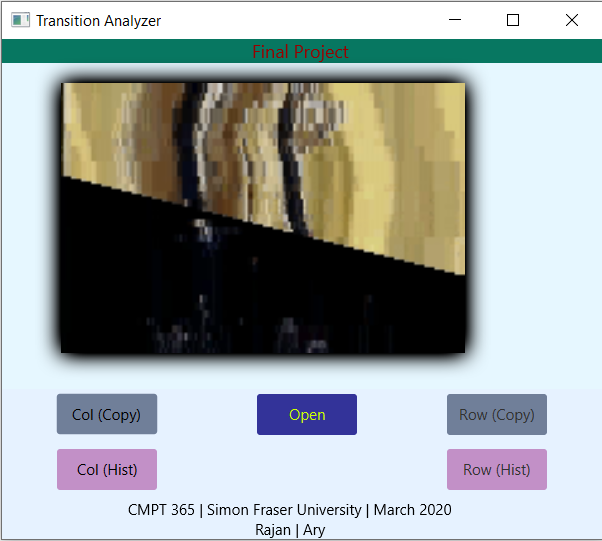 Transition Analyzer
Final Project
Col (Copy)
Open
Row (Copy)
Col (Hist)
Row (Hist)
CMPT 365 | Simon Fraser University | March 2020
Rajan | Ary